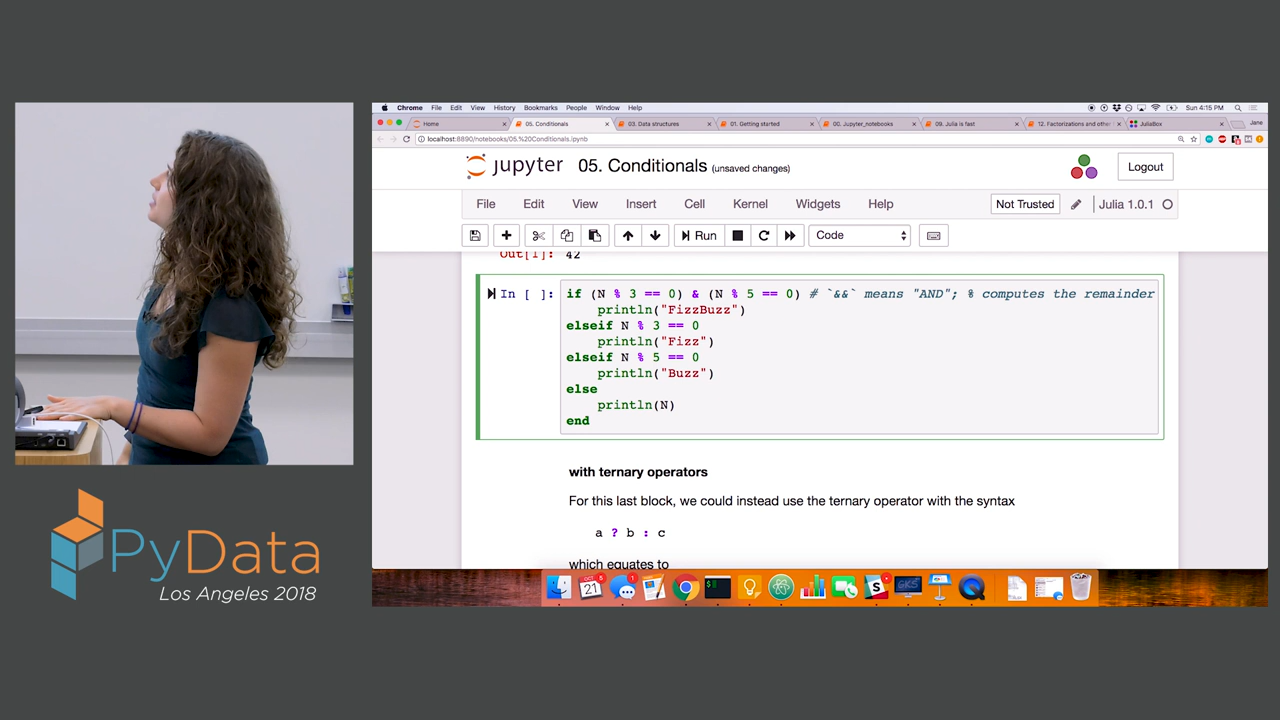 Chrome File Edit View History Bookmarks People Window Help Sun 4:15 PM
Home 05. Conditionals 03. Data structures 01. Getting started 00. Jupyter_notebooks 09. Julia is fast 12. Factorizations and other JuliaBox Jane
localhost:8890/notebooks/05.%20Conditionals.ipynb
jupyter 05. Conditionals (unsaved changes) Logout
File Edit View Insert Cell Kernel Widgets Help Not Trusted Julia 1.0.1
Run Code
Out[1]: 42
In [ ]: if (N % 3 == 0) & (N % 5 == 0) # `&&` means "AND"; % computes the remainder
println("FizzBuzz")
elseif N % 3 == 0
println("Fizz")
elseif N % 5 == 0
println("Buzz")
else
println(N)
end
with ternary operators
For this last block, we could instead use the ternary operator with the syntax
a ? b : c
which equates to
PyData
Los Angeles 2018